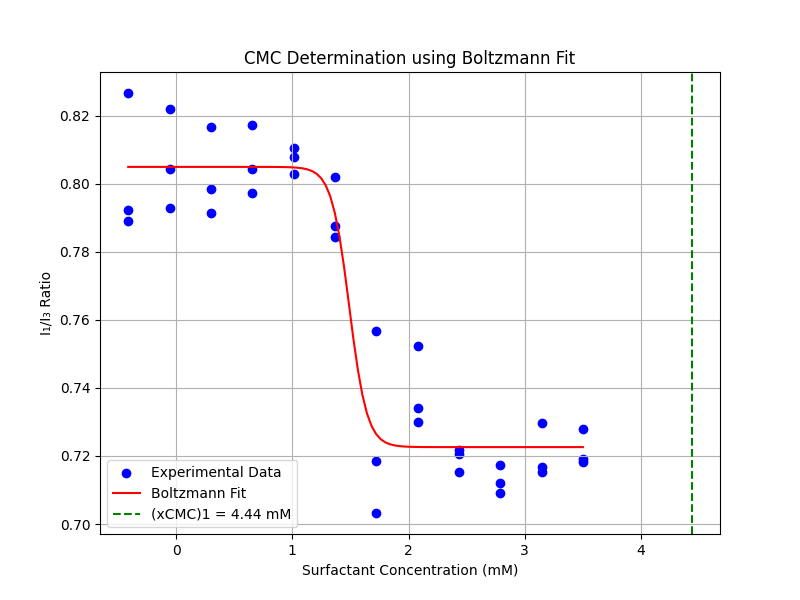 CMC Determination using Boltzmann Fit
I₁/I₃ Ratio
0.82
0.80
0.78
0.76
0.74
0.72
0.70
Experimental Data
Boltzmann Fit
(xCMC)1 = 4.44 mM
0 1 2 3 4
Surfactant Concentration (mM)